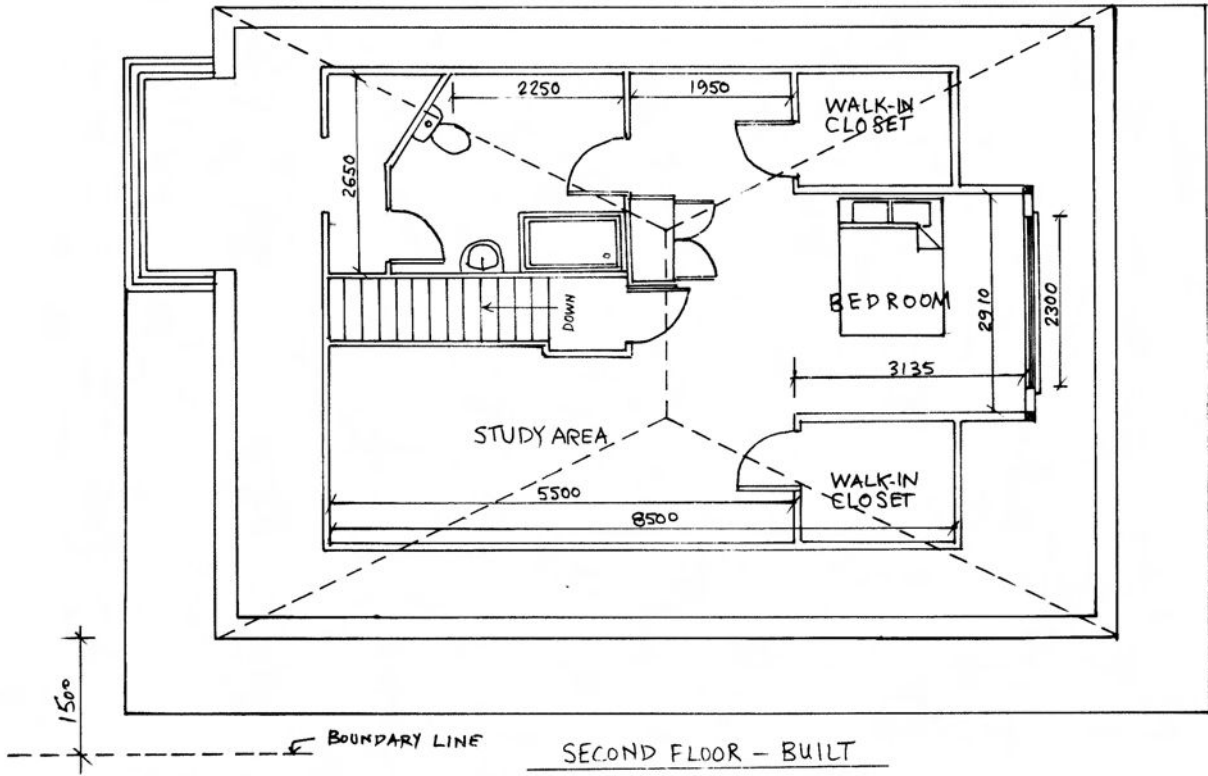 2250
1950
WALK-IN
CLOSET
2650
DOWN
BEDROOM
2910
2300
3135
STUDY AREA
WALK-IN
CLOSET
5500
8500
1500
BOUNDARY LINE
SECOND FLOOR - BUILT